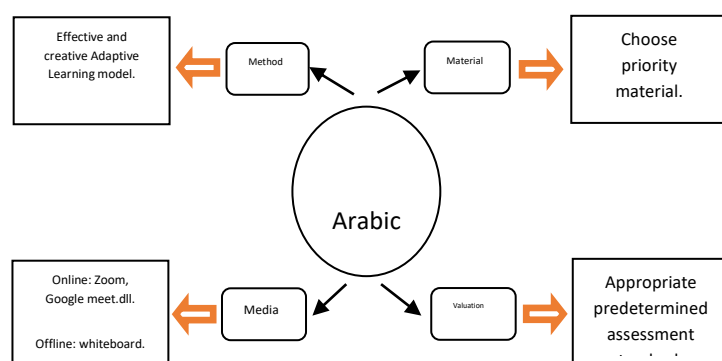 Effective and
creative Adaptive
Learning model.
Method
Material
Choose
priority
material.
Arabic
Online: Zoom,
Google meet.dll.
Offline: whiteboard.
Media
Valuation
Appropriate
predetermined
assessment